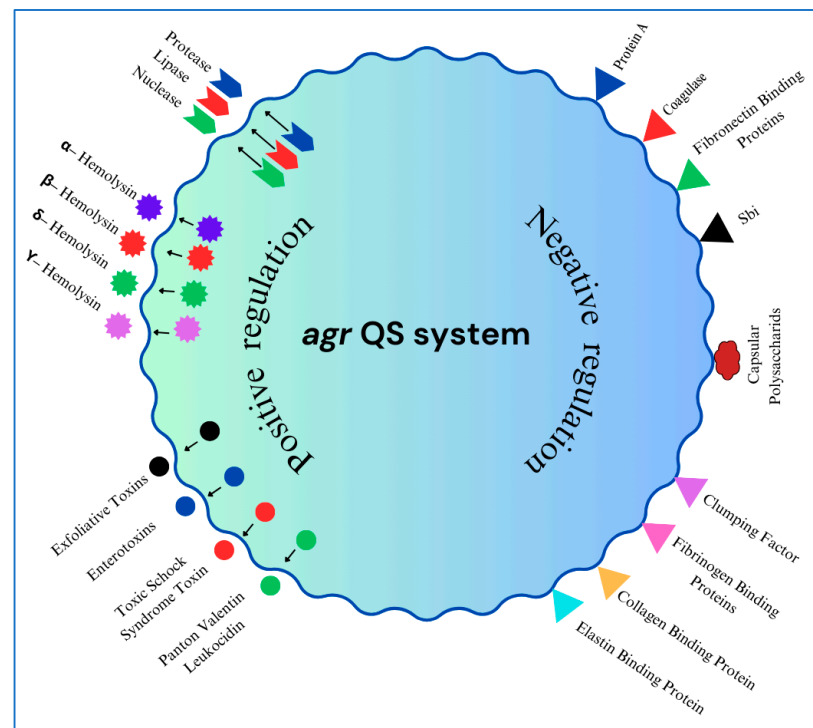 Protease
Lipase
Nuclease
α– Hemolysin
β– Hemolysin
δ– Hemolysin
γ– Hemolysin
Exfoliative Toxins
Enterotoxins
Toxic Schock
Syndrome Toxin
Panton Valentin
Leukocidin
Positive regulation
agr QS system
Negative regulation
Protein A
Coagulase
Fibronectin Binding
Proteins
Sbi
Capsular
Polysaccharids
Clumping Factor
Fibrinogen Binding
Proteins
Collagen Binding Protein
Elastin Binding Protein